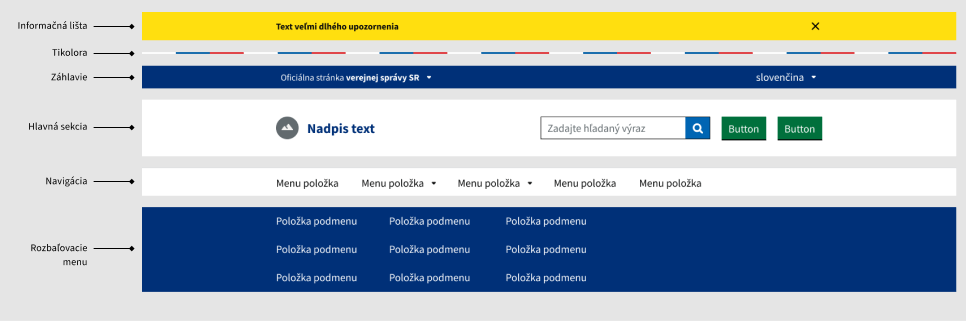 Informačná lišta
Text veľmi dlhého upozornenia
Tikolora
Záhlavie
Oficiálna stránka verejnej správy SR
slovenčina
Hlavná sekcia
Nadpis text
Zadajte hľadaný výraz
Button
Button
Navigácia
Menu položka Menu položka Menu položka Menu položka Menu položka
Rozbaľovacie
menu
Položka podmenu Položka podmenu Položka podmenu
Položka podmenu Položka podmenu Položka podmenu
Položka podmenu Položka podmenu Položka podmenu